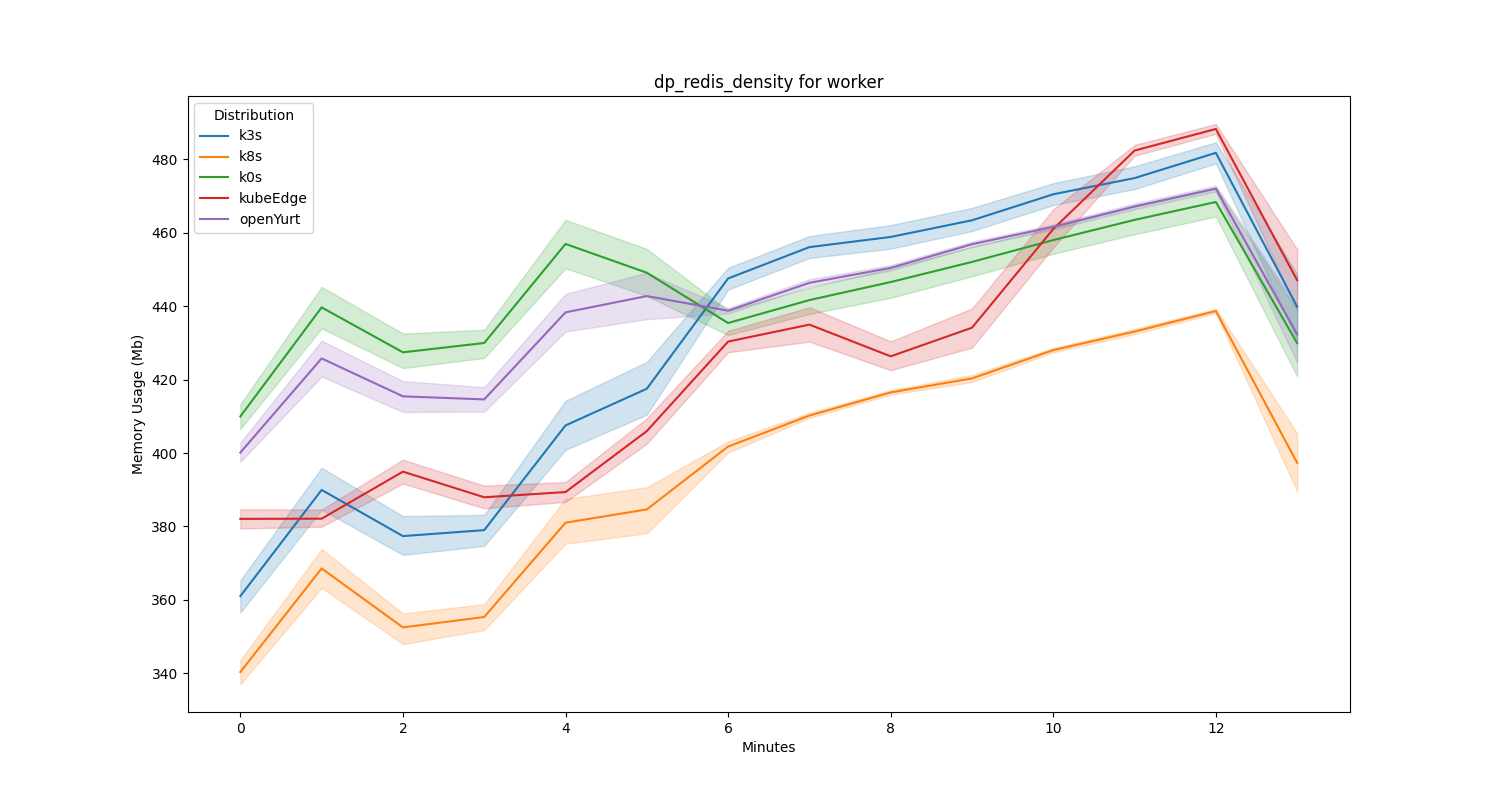 dp_redis_density for worker
Distribution
k3s
k8s
k0s
kubeEdge
openYurt
Memory Usage (Mb)
480
460
440
420
400
380
360
340
0 2 4 6 8 10 12
Minutes